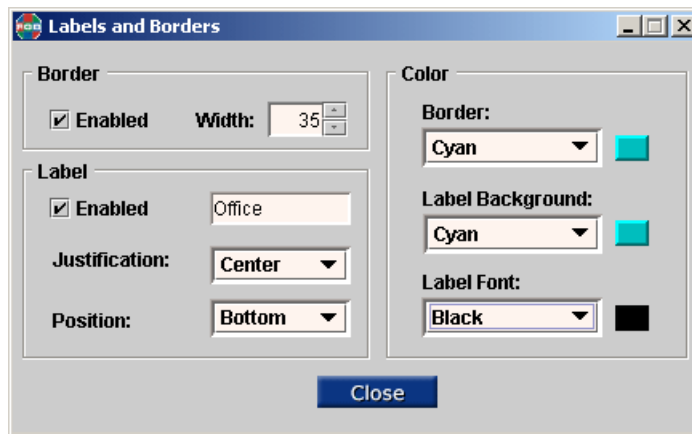 Labels and Borders
Border
Enabled Width: 35
Label
Enabled Office
Justification: Center
Position: Bottom
Color
Border:
Cyan
Label Background:
Cyan
Label Font:
Black
Close